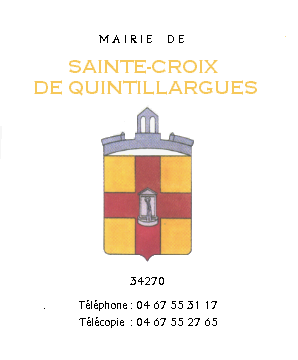 MAIRIE DE
SAINTE-CROIX
DE QUINTILLARGUES
34270
Téléphone : 04 67 55 31 17
Télécopie : 04 67 55 27 65